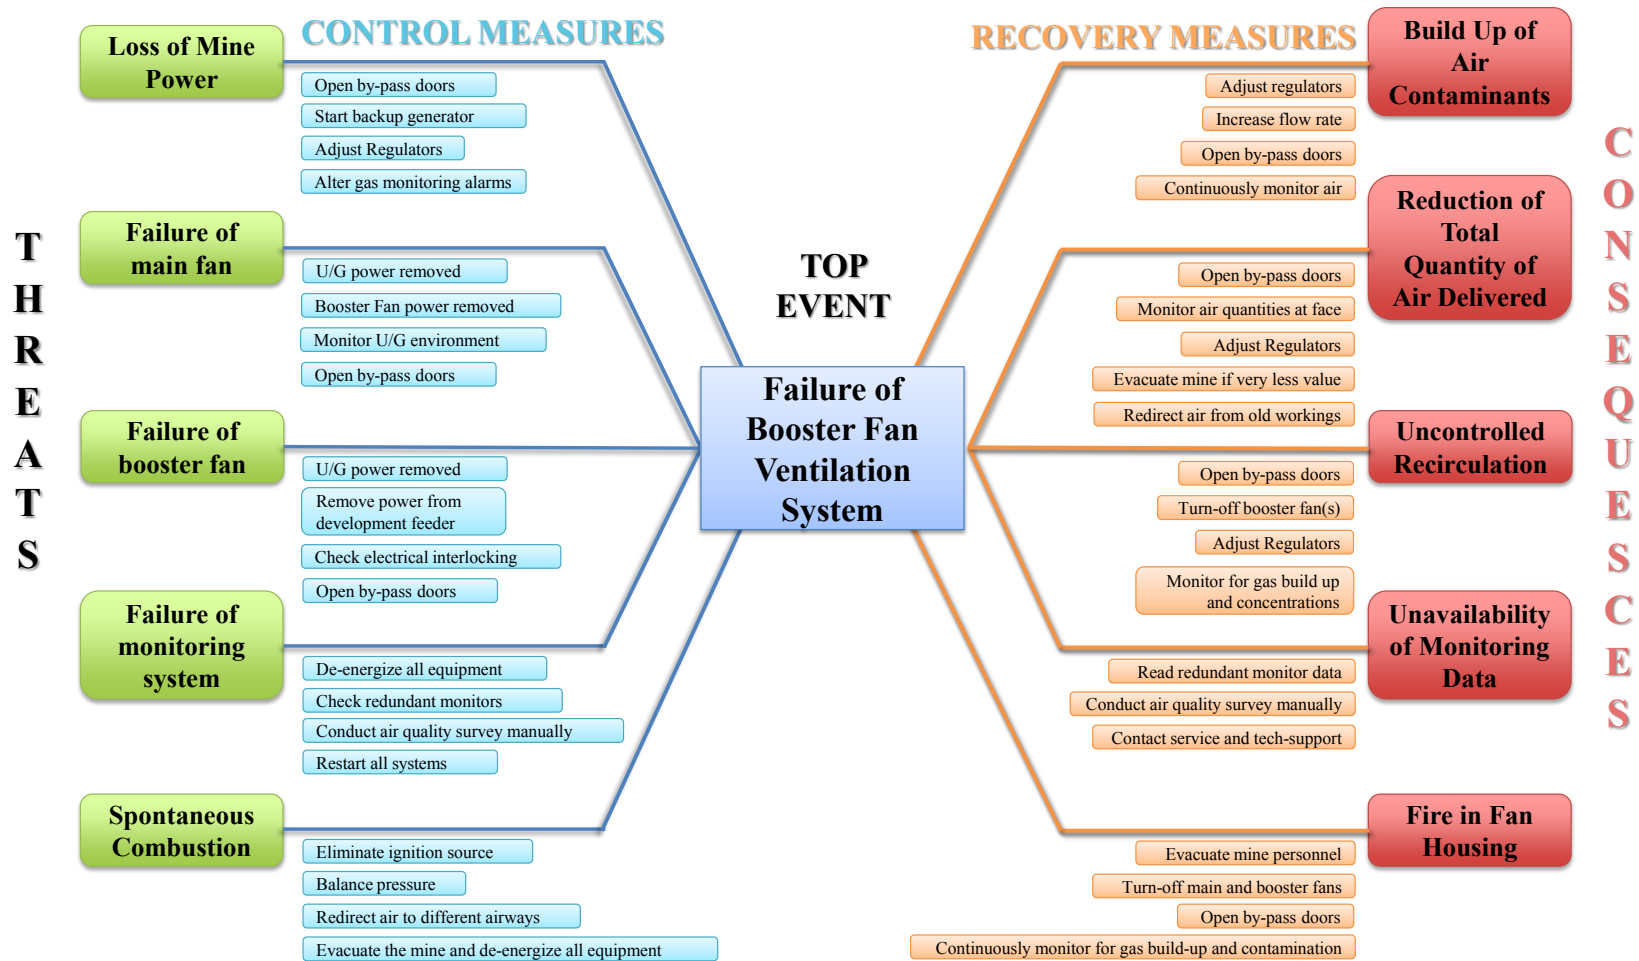 CONTROL MEASURES
RECOVERY MEASURES
THREATS
Loss of Mine
Power
Open by-pass doors
Start backup generator
Adjust Regulators
Alter gas monitoring alarms
Failure of
main fan
U/G power removed
Booster Fan power removed
Monitor U/G environment
Open by-pass doors
Failure of
booster fan
U/G power removed
Remove power from
development feeder
Check electrical interlocking
Open by-pass doors
Failure of
monitoring
system
De-energize all equipment
Check redundant monitors
Conduct air quality survey manually
Restart all systems
Spontaneous
Combustion
Eliminate ignition source
Balance pressure
Redirect air to different airways
Evacuate the mine and de-energize all equipment
TOP
EVENT
Failure of
Booster Fan
Ventilation
System
Build Up of
Air
Contaminants
Adjust regulators
Increase flow rate
Open by-pass doors
Continuously monitor air
Reduction of
Total
Quantity of
Air Delivered
Open by-pass doors
Monitor air quantities at face
Adjust Regulators
Evacuate mine if very less value
Redirect air from old workings
Uncontrolled
Recirculation
Open by-pass doors
Turn-off booster fan(s)
Adjust Regulators
Monitor for gas build up
and concentrations
Unavailability
of Monitoring
Data
Read redundant monitor data
Conduct air quality survey manually
Contact service and tech-support
Fire in Fan
Housing
Evacuate mine personnel
Turn-off main and booster fans
Open by-pass doors
Continuously monitor for gas build-up and contamination
CONSEQUESCES